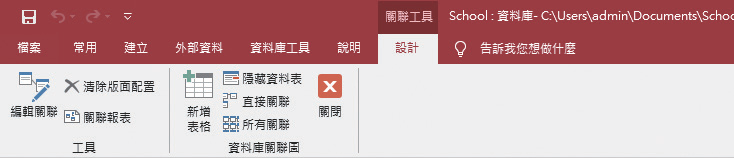 關聯工具
School : 資料庫- C:\Users\admin\Documents\Schoo
檔案 常用 建立 外部資料 資料庫工具 說明 設計 告訴我您想做什麼
編輯關聯
清除版面配置
關聯報表
工具
新增
表格
隱藏資料表
直接關聯
所有關聯
關閉
資料庫關聯圖